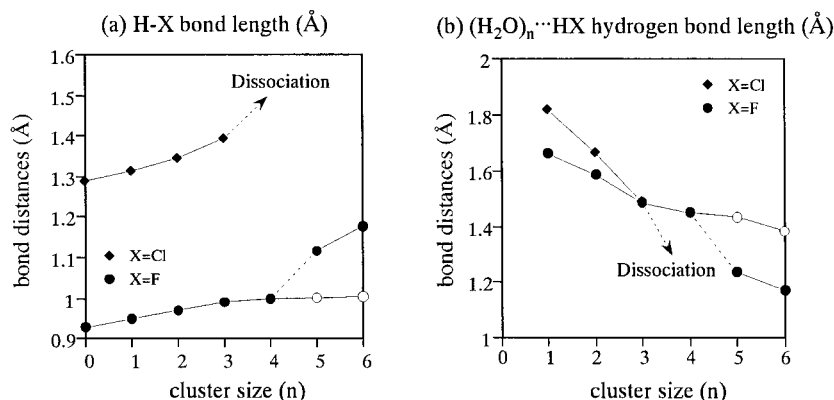 (a) H-X bond length (Å)
1.6
1.5
1.4
1.3
1.2
1.1
1
0.9
bond distances (Å)
Dissociation
X=Cl
X=F
0 1 2 3 4 5 6
cluster size (n)
(b) (H₂O)ₙ···HX hydrogen bond length (Å)
2
1.8
1.6
1.4
1.2
1
bond distances (Å)
X=Cl
X=F
Dissociation
0 1 2 3 4 5 6
cluster size (n)